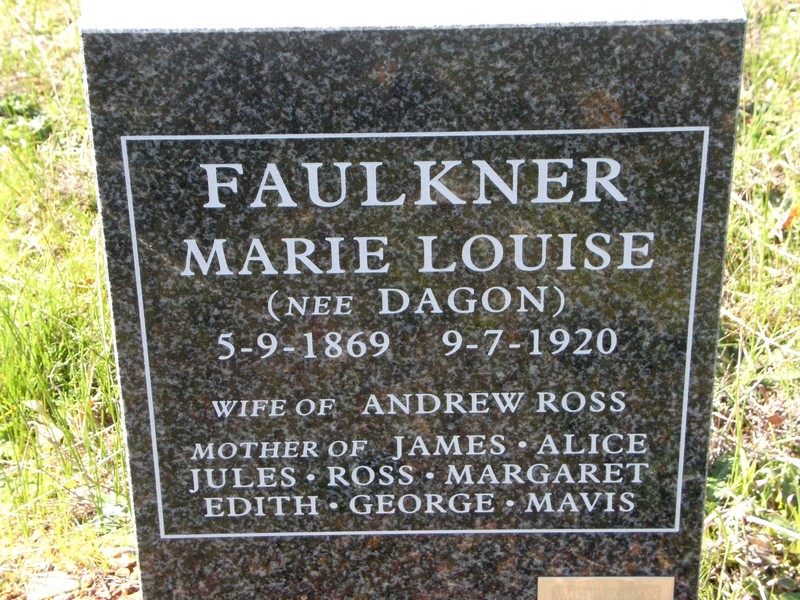 FAULKNER
MARIE LOUISE
(NEE DAGON)
5-9-1869 9-7-1920
WIFE OF ANDREW ROSS
MOTHER OF JAMES • ALICE
JULES • ROSS • MARGARET
EDITH • GEORGE • MAVIS